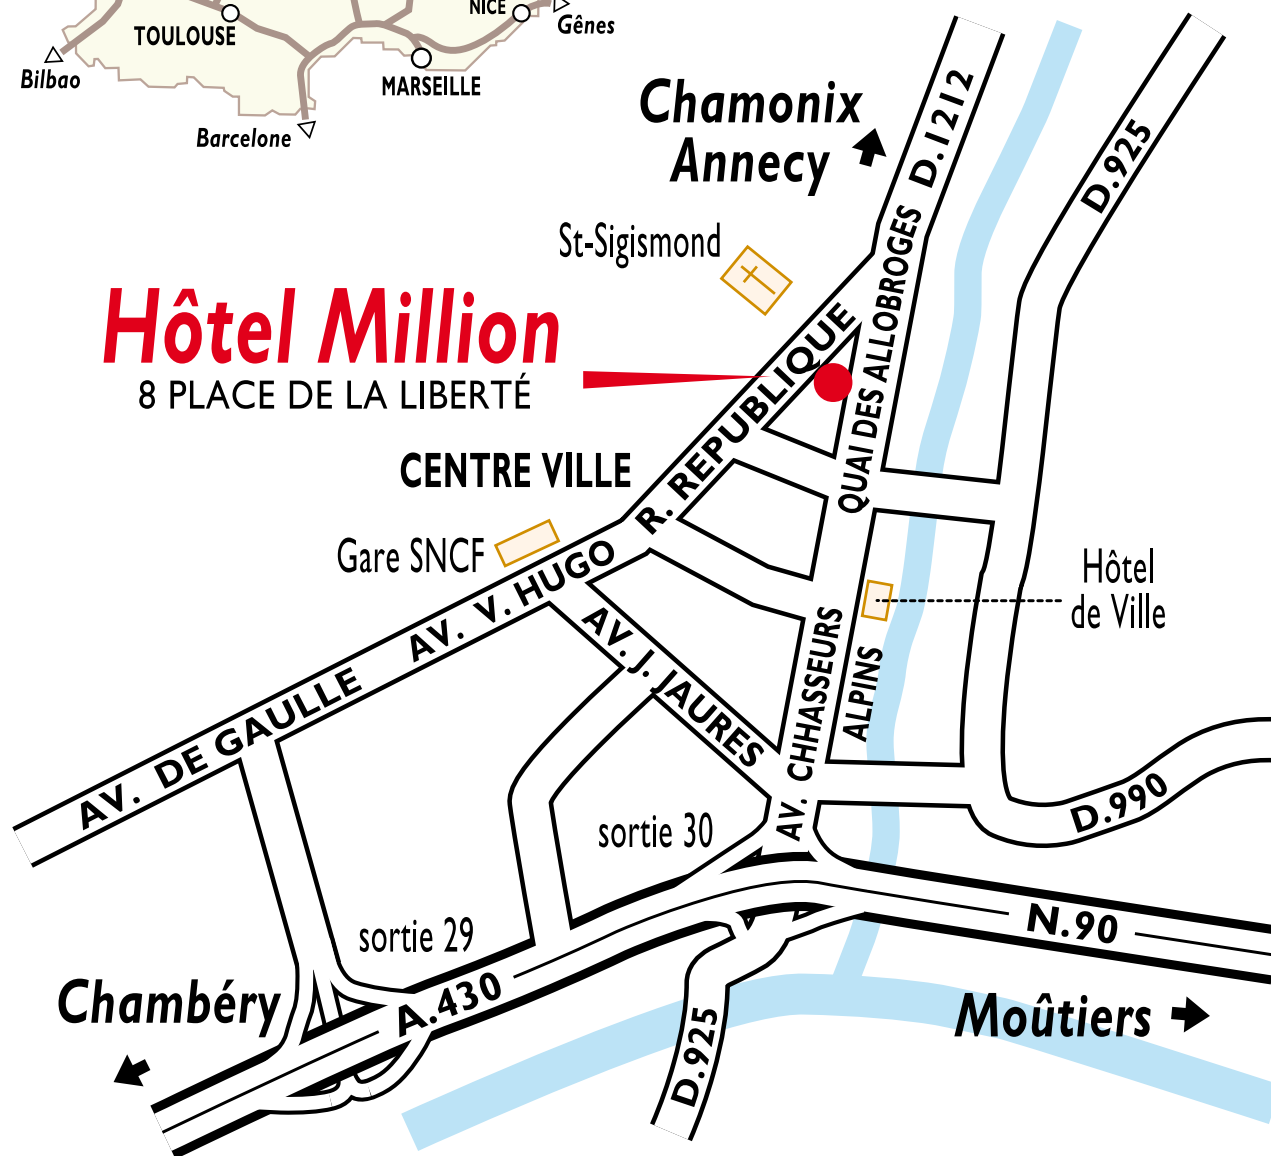 NICE
Gênes
TOULOUSE
Bilbao
MARSEILLE
Barcelone
Chamonix
Annecy
D.1212
D.925
St-Sigismond
QUAI DES ALLOBROGES
Hôtel Million
8 PLACE DE LA LIBERTÉ
R. REPUBLIQUE
CENTRE VILLE
Gare SNCF
AV. V. HUGO
Hôtel
de Ville
AV. J. JAURES
AV. CHHASSEURS
ALPINS
AV. DE GAULLE
D.990
sortie 30
sortie 29
N.90
A.430
Chambéry
Moûtiers
D.925